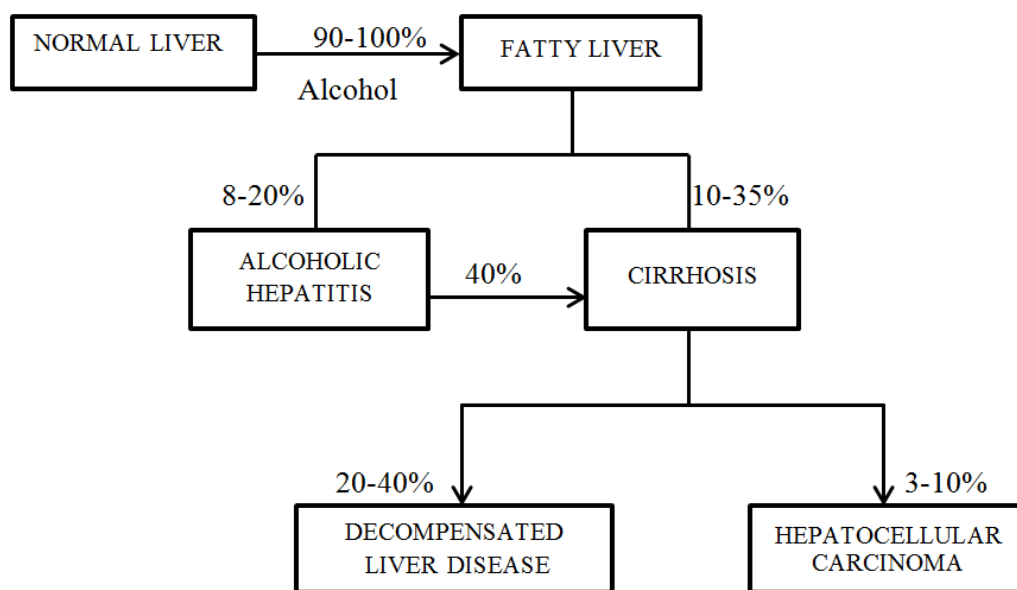 NORMAL LIVER
90-100%
Alcohol
FATTY LIVER
8-20%
10-35%
ALCOHOLIC
HEPATITIS
40%
CIRRHOSIS
20-40%
3-10%
DECOMPENSATED
LIVER DISEASE
HEPATOCELLULAR
CARCINOMA